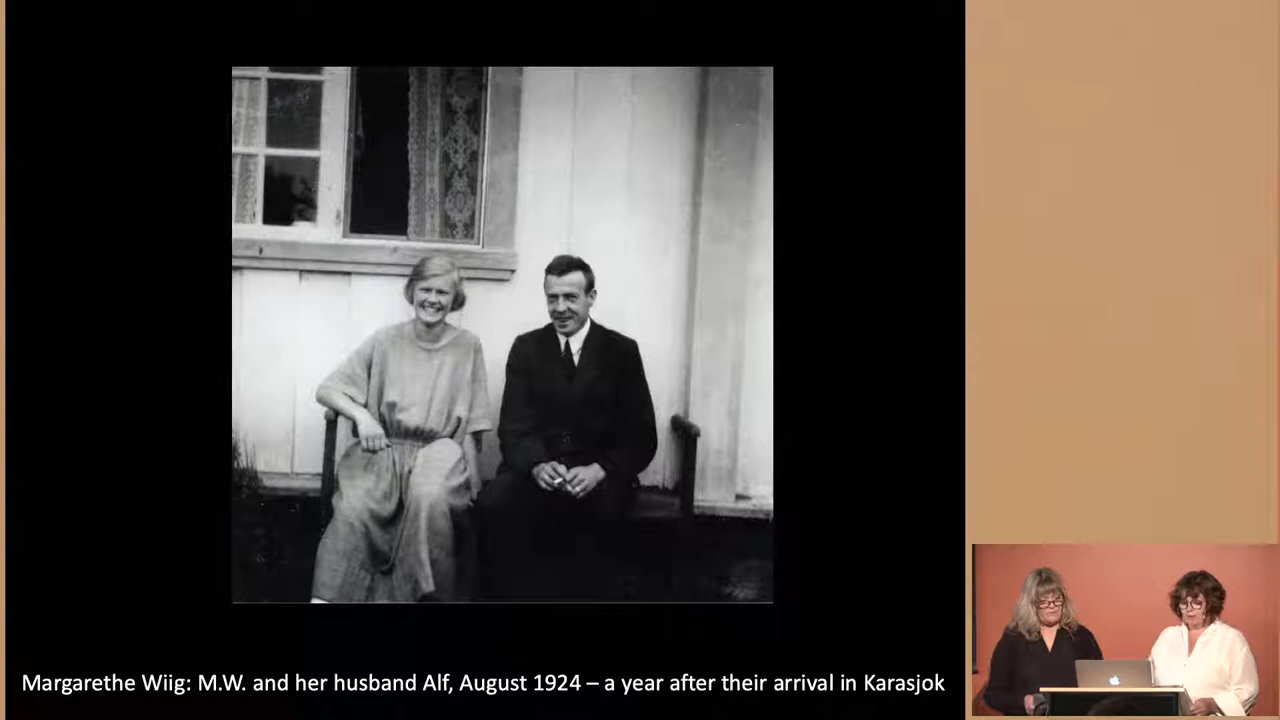 Margarethe Wiig: M.W. and her husband Alf, August 1924 – a year after their arrival in Karasjok